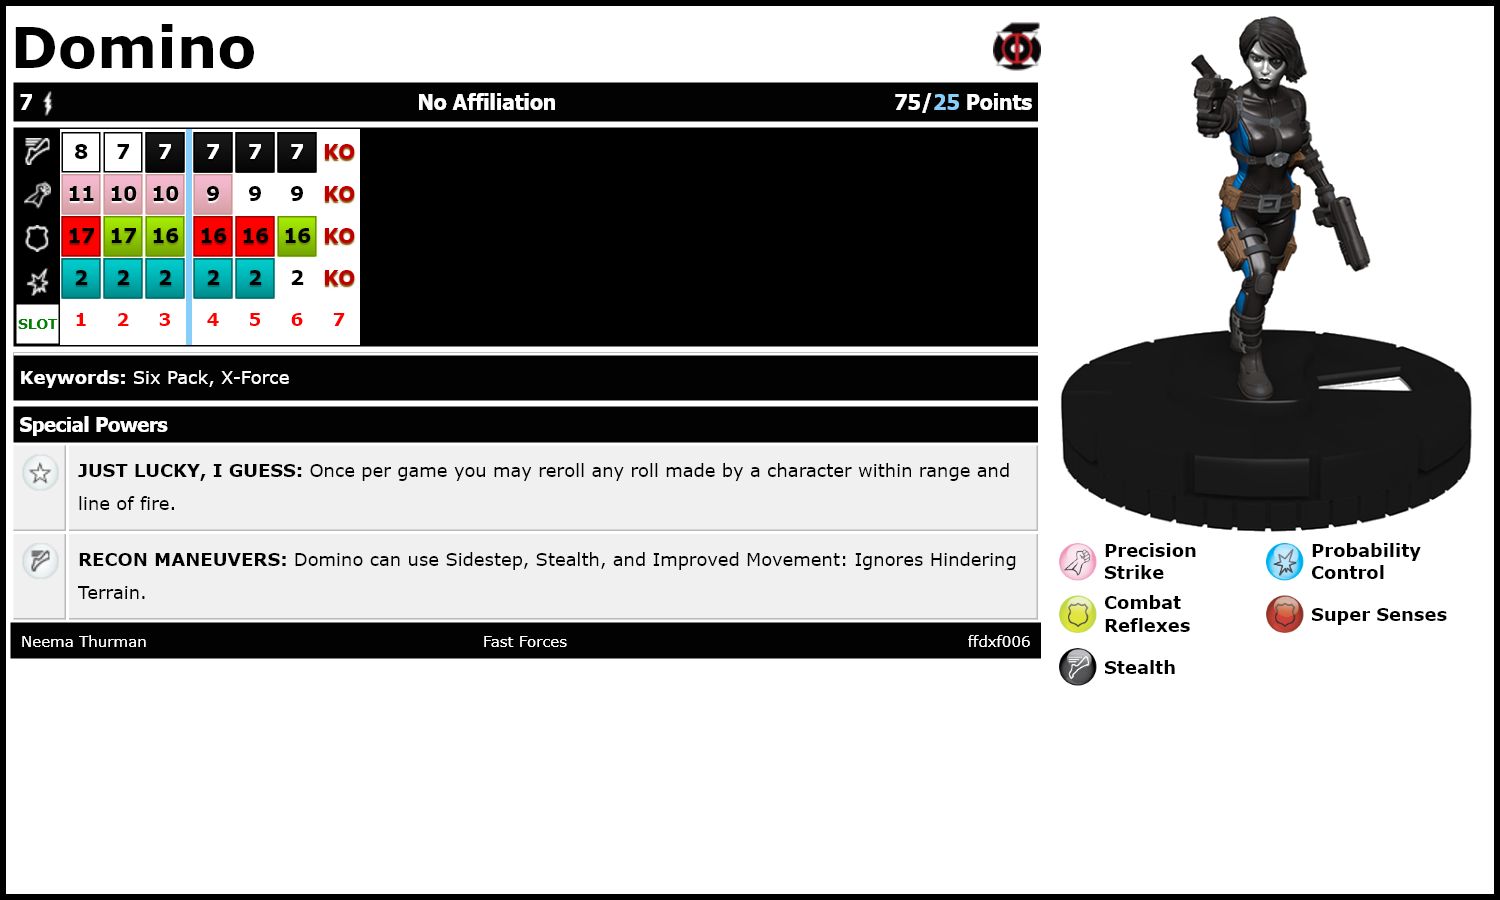 Domino
7 No Affiliation 75/25 Points
8 7 7 7 7 7 KO
11 10 10 9 9 9 KO
17 17 16 16 16 16 KO
2 2 2 2 2 2 KO
SLOT 1 2 3 4 5 6 7
Keywords: Six Pack, X-Force
Special Powers
JUST LUCKY, I GUESS: Once per game you may reroll any roll made by a character within range and
line of fire.
RECON MANEUVERS: Domino can use Sidestep, Stealth, and Improved Movement: Ignores Hindering
Terrain.
Neema Thurman Fast Forces ffdxf006
Precision
Strike
Probability
Control
Combat
Reflexes
Super Senses
Stealth